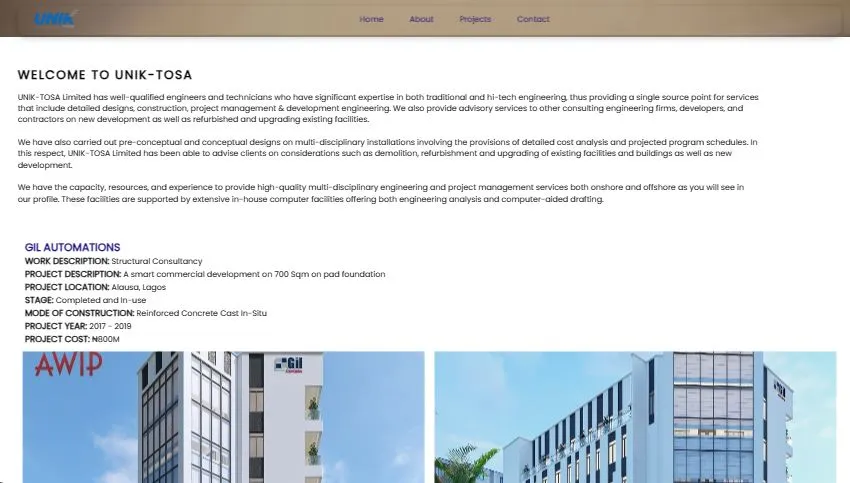 UNIK
Home About Projects Contact
WELCOME TO UNIK-TOSA
UNIK-TOSA Limited has well-qualified engineers and technicians who have significant expertise in both traditional and hi-tech engineering, thus providing a single source point for services
that include detailed designs, construction, project management & development engineering. We also provide advisory services to other consulting engineering firms, developers, and
contractors on new development as well as refurbished and upgrading existing facilities.
We have also carried out pre-conceptual and conceptual designs on multi-disciplinary installations involving the provisions of detailed cost analysis and projected program schedules. In
this respect, UNIK-TOSA Limited has been able to advise clients on considerations such as demolition, refurbishment and upgrading of existing facilities and buildings as well as new
development.
We have the capacity, resources, and experience to provide high-quality multi-disciplinary engineering and project management services both onshore and offshore as you will see in
our profile. These facilities are supported by extensive in-house computer facilities offering both engineering analysis and computer-aided drafting.
GIL AUTOMATIONS
WORK DESCRIPTION: Structural Consultancy
PROJECT DESCRIPTION: A smart commercial development on 700 Sqm on pad foundation
PROJECT LOCATION: Alausa, Lagos
STAGE: Completed and In-use
MODE OF CONSTRUCTION: Reinforced Concrete Cast In-Situ
PROJECT YEAR: 2017 - 2019
PROJECT COST: ₦800M
AWIP
Gil